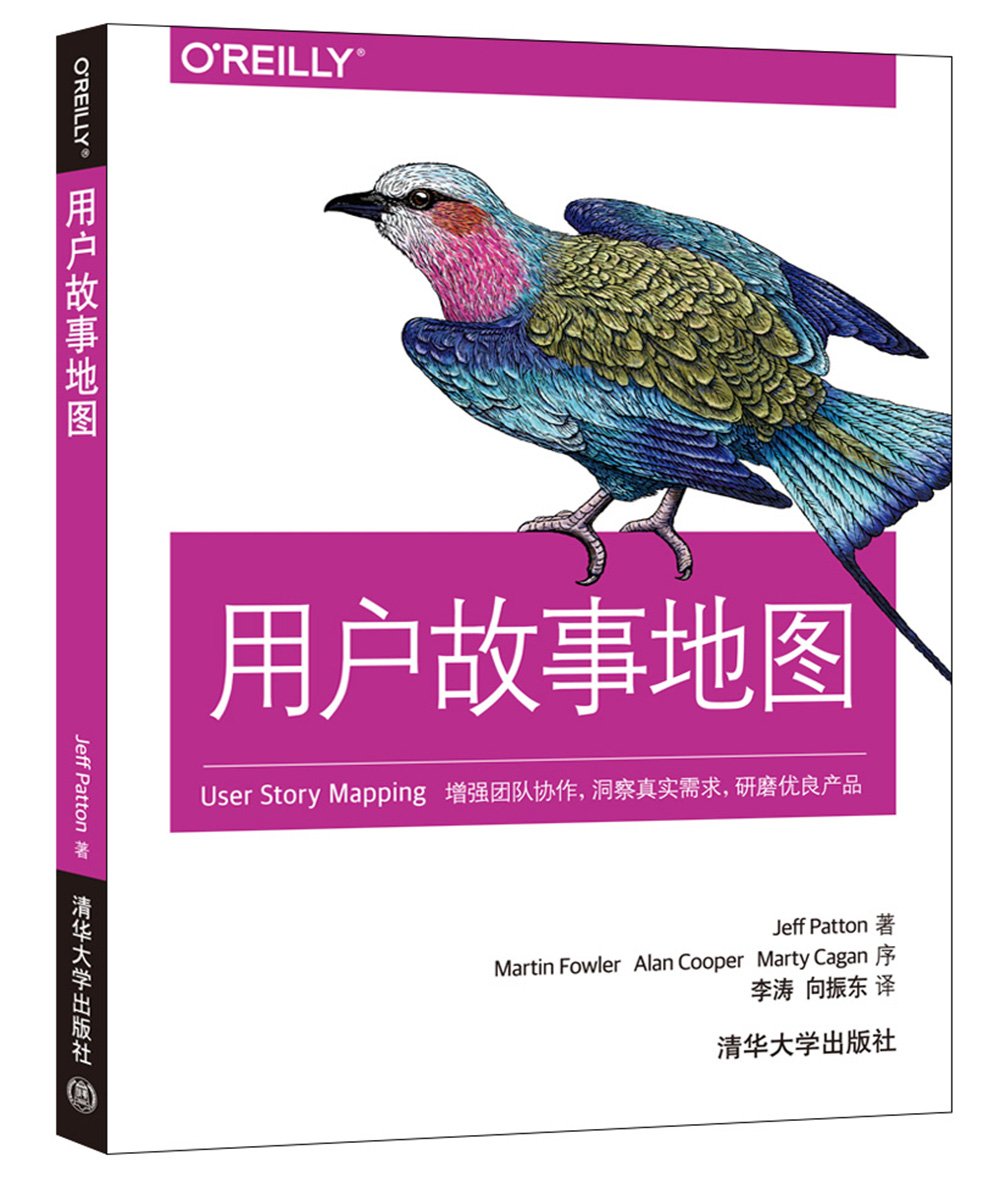 O'REILLY®
用户故事地图
Jeff Patton 著
清华大学出版社
O'REILLY®
用户故事地图
User Story Mapping 增强团队协作，洞察真实需求，研磨优良产品
Jeff Patton 著
Martin Fowler Alan Cooper Marty Cagan 序
李涛 向振东 译
清华大学出版社